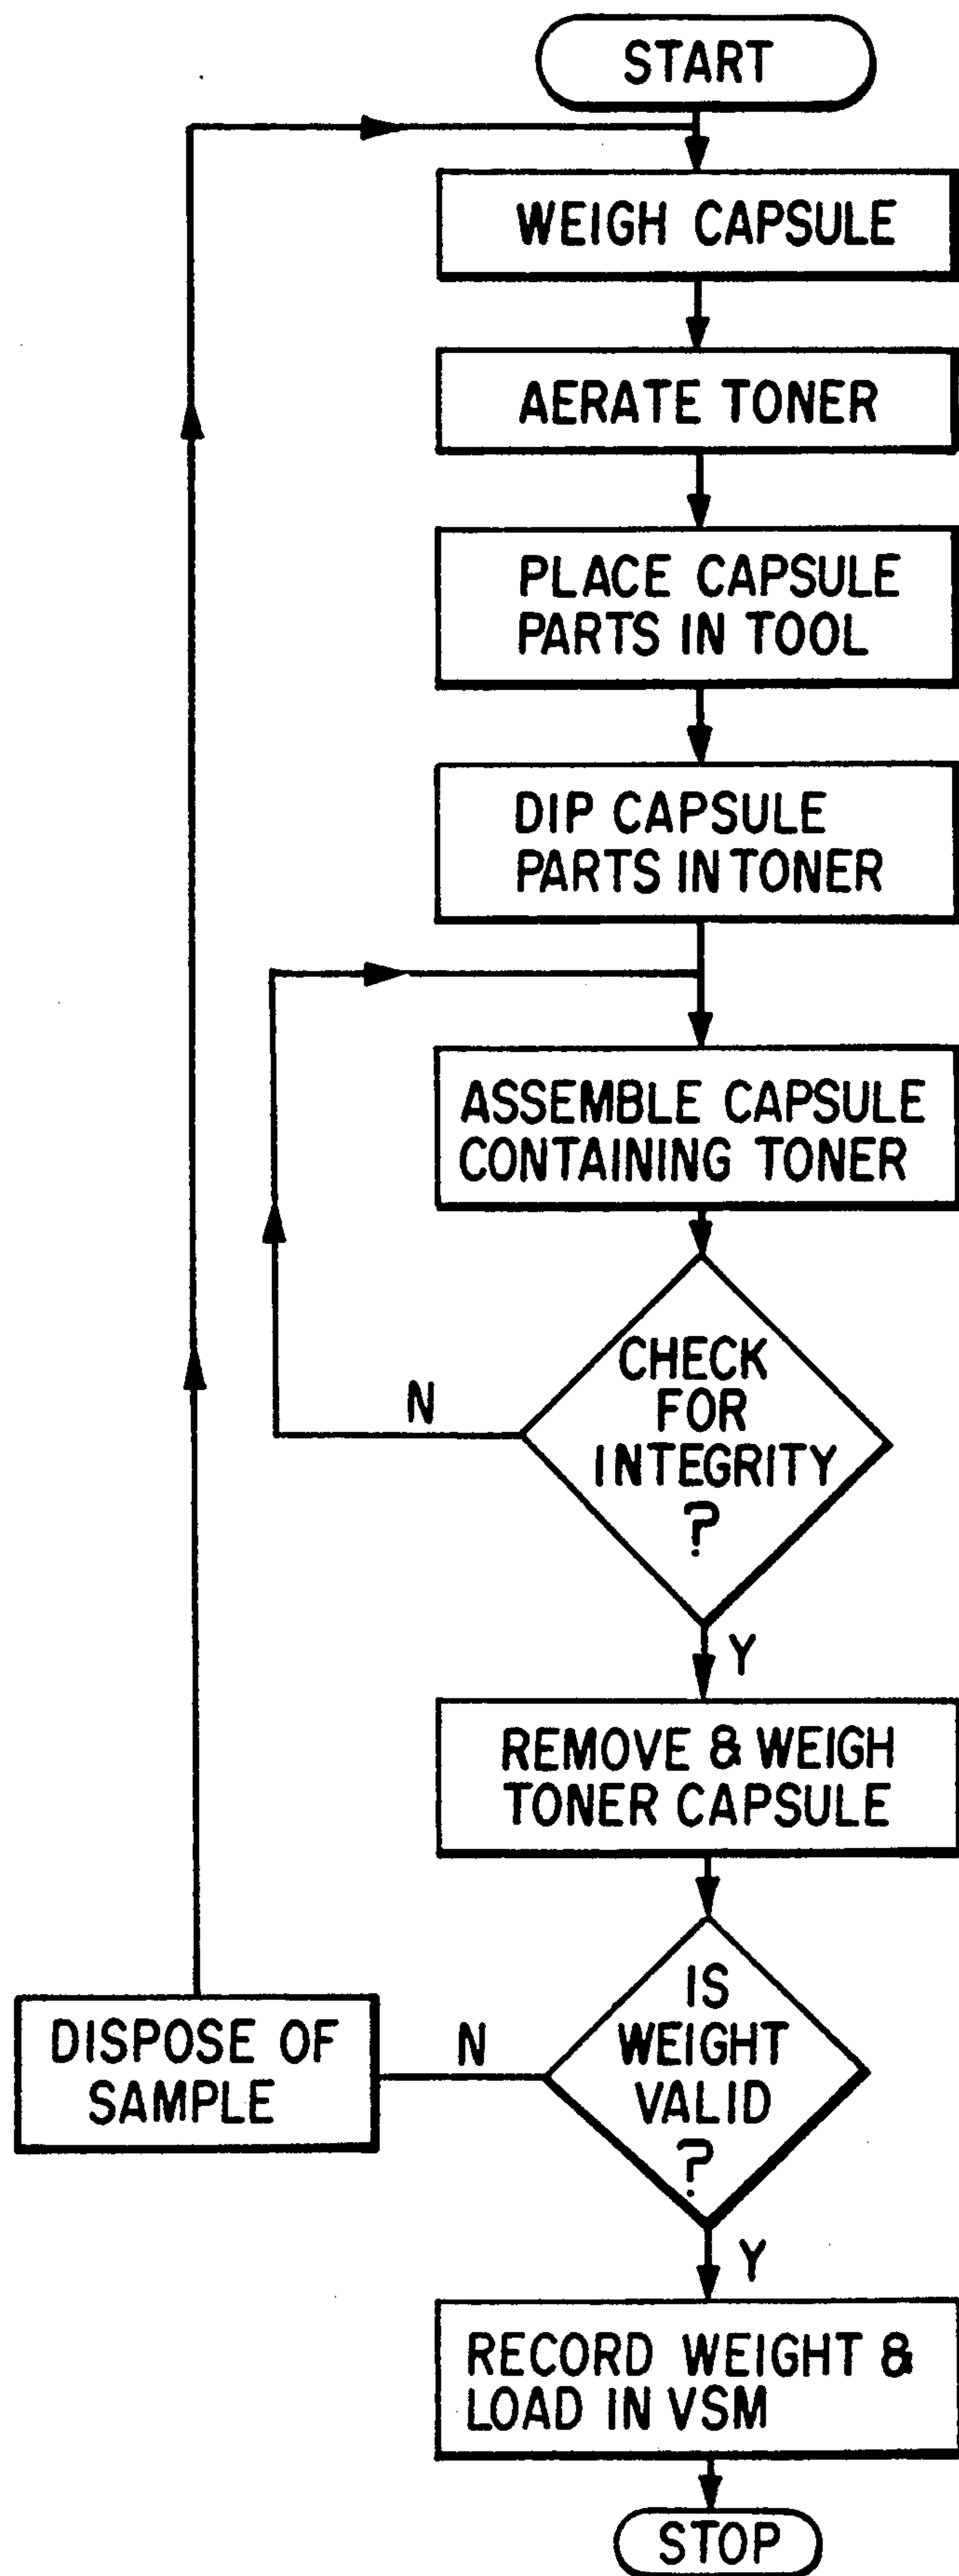 START
WEIGH CAPSULE
AERATE TONER
PLACE CAPSULE
PARTS IN TOOL
DIP CAPSULE
PARTS IN TONER
ASSEMBLE CAPSULE
CONTAINING TONER
CHECK
FOR
INTEGRITY
?
N
Y
REMOVE & WEIGH
TONER CAPSULE
IS
WEIGHT
VALID
?
N
DISPOSE OF
SAMPLE
Y
RECORD WEIGHT &
LOAD IN VSM
STOP